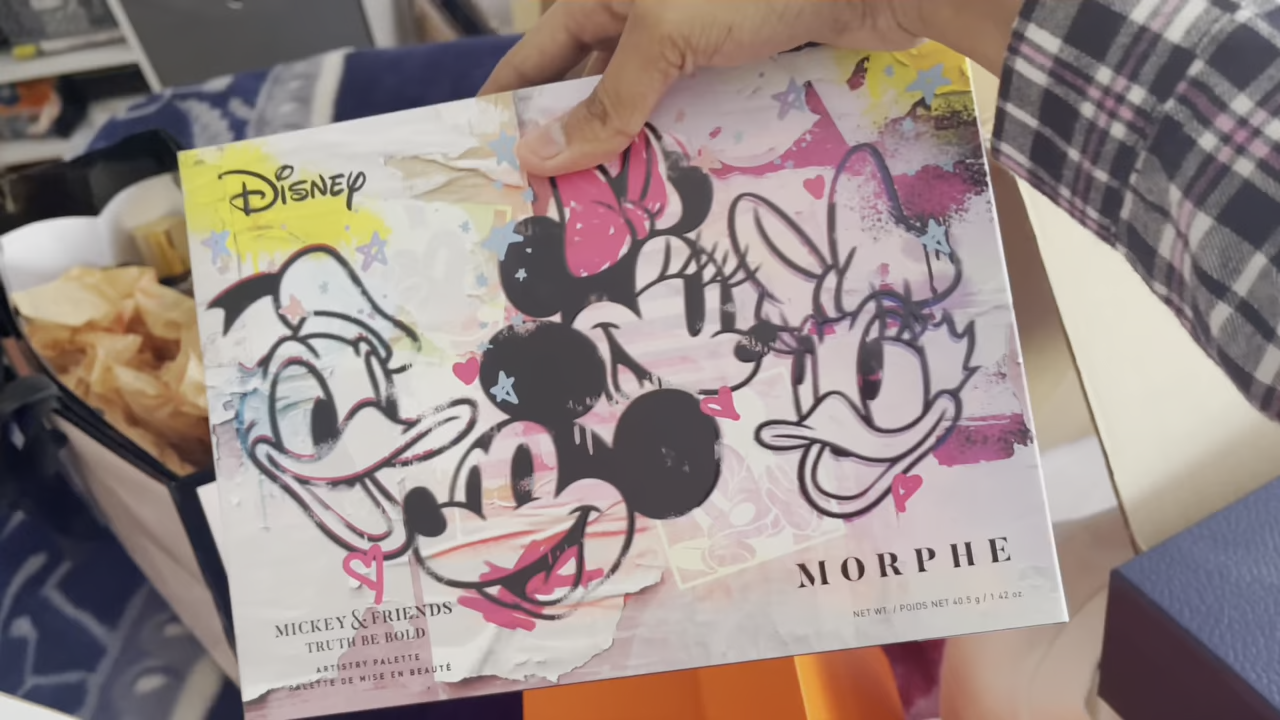 Disney
MICKEY & FRIENDS
TRUTH BE BOLD
ARTISTRY PALETTE
PALETTE DE MISE EN BEAUTÉ
MORPHE
NET WT. / POIDS NET 40.5 g / 1.42 oz.